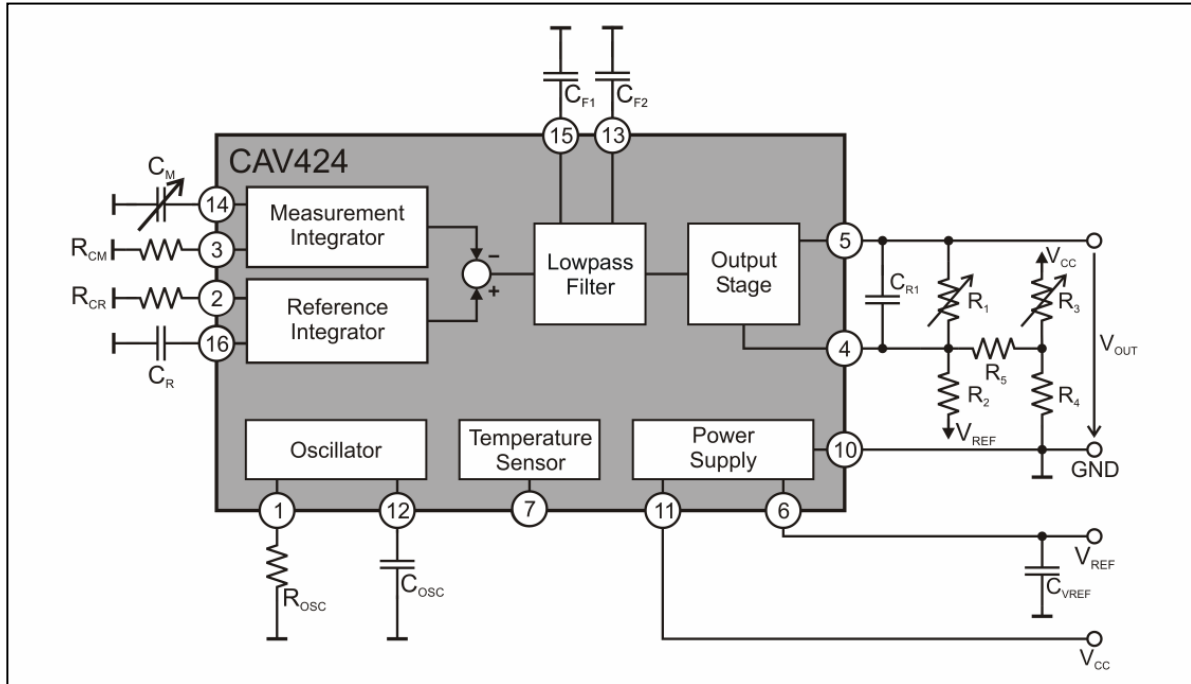 C_F1
C_F2
15
13
CAV424
C_M
14
Measurement
Integrator
R_CM
3
−
+
Lowpass
Filter
Output
Stage
5
C_R1
R_1
V_CC
R_3
R_CR
2
Reference
Integrator
16
C_R
4
R_5
V_OUT
R_2
R_4
V_REF
Oscillator
Temperature
Sensor
Power
Supply
10
GND
1
12
7
11
6
R_OSC
C_OSC
V_REF
C_VREF
V_CC